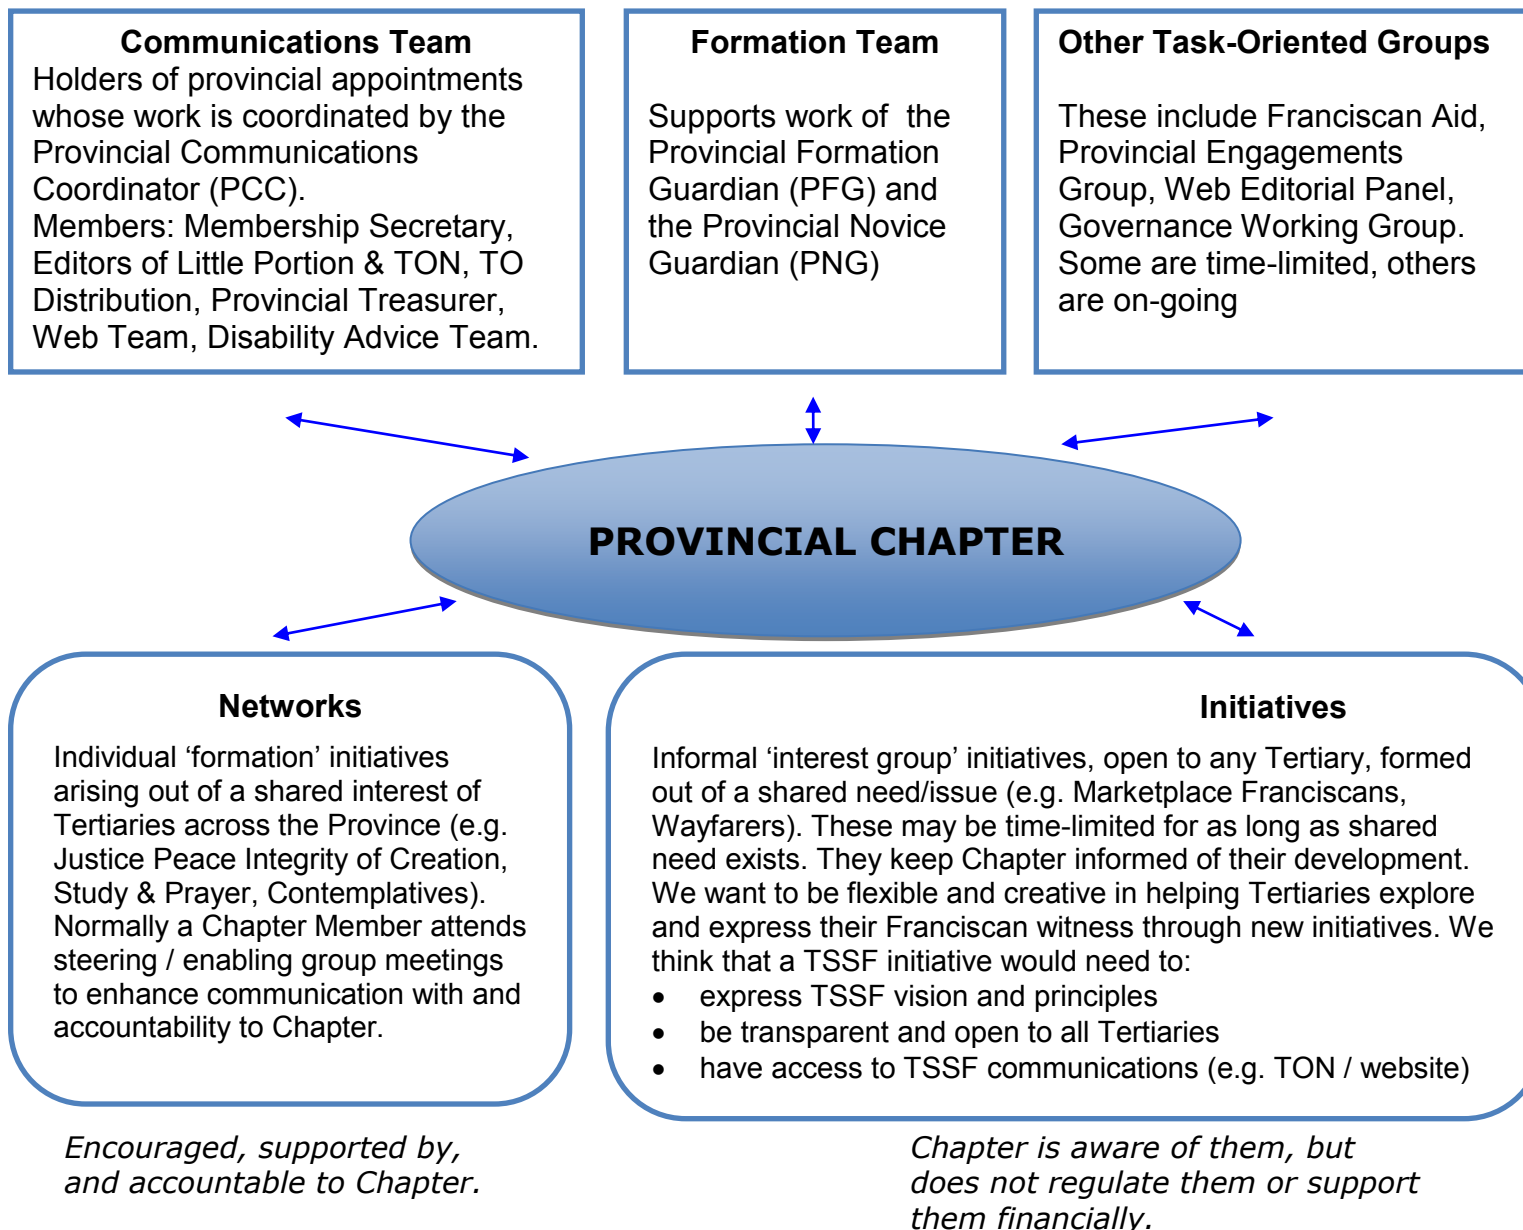 Communications Team
Holders of provincial appointments
whose work is coordinated by the
Provincial Communications
Coordinator (PCC).
Members: Membership Secretary,
Editors of Little Portion & TON, TO
Distribution, Provincial Treasurer,
Web Team, Disability Advice Team.
Formation Team
Supports work of the
Provincial Formation
Guardian (PFG) and
the Provincial Novice
Guardian (PNG)
Other Task-Oriented Groups
These include Franciscan Aid,
Provincial Engagements
Group, Web Editorial Panel,
Governance Working Group.
Some are time-limited, others
are on-going
PROVINCIAL CHAPTER
Networks
Individual ‘formation’ initiatives
arising out of a shared interest of
Tertiaries across the Province (e.g.
Justice Peace Integrity of Creation,
Study & Prayer, Contemplatives).
Normally a Chapter Member attends
steering / enabling group meetings
to enhance communication with and
accountability to Chapter.
Initiatives
Informal ‘interest group’ initiatives, open to any Tertiary, formed
out of a shared need/issue (e.g. Marketplace Franciscans,
Wayfarers). These may be time-limited for as long as shared
need exists. They keep Chapter informed of their development.
We want to be flexible and creative in helping Tertiaries explore
and express their Franciscan witness through new initiatives. We
think that a TSSF initiative would need to:
• express TSSF vision and principles
• be transparent and open to all Tertiaries
• have access to TSSF communications (e.g. TON / website)
Encouraged, supported by,
and accountable to Chapter.
Chapter is aware of them, but
does not regulate them or support
them financially.